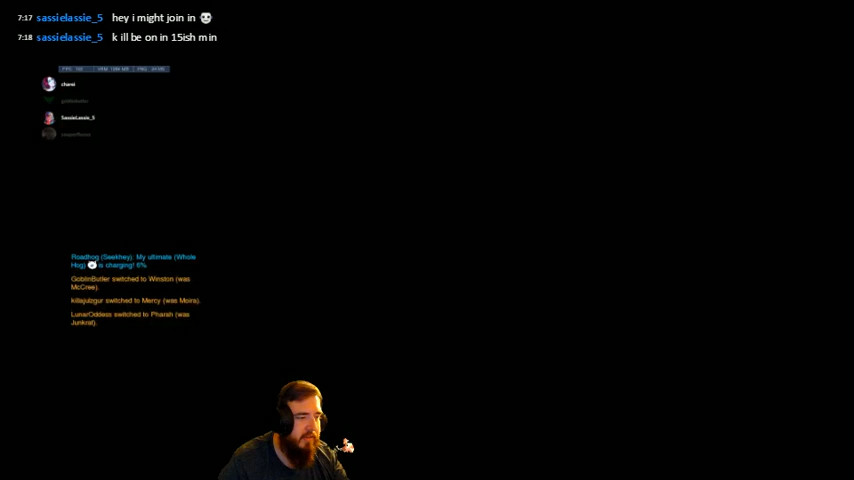 7:17 sassielassie_5 hey i might join in
7:18 sassielassie_5 k ill be on in 15ish min
charei
SassieLassie_5
Roadhog (Seekhey): My ultimate (Whole
Hog) is charging! 6%
GoblinButler switched to Winston (was
McCree).
killajuizgur switched to Mercy (was Moira).
LunarOddess switched to Pharah (was
Junkrat).